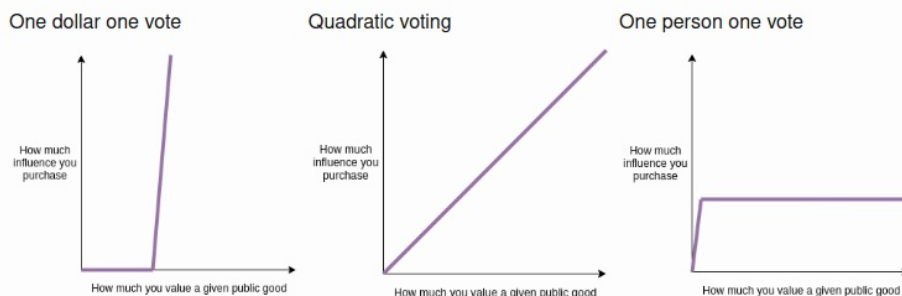 One dollar one vote
Quadratic voting
One person one vote
How much
influence you
purchase
How much
influence you
purchase
How much
influence you
purchase
How much you value a given public good
How much you value a given public good
How much you value a given public good